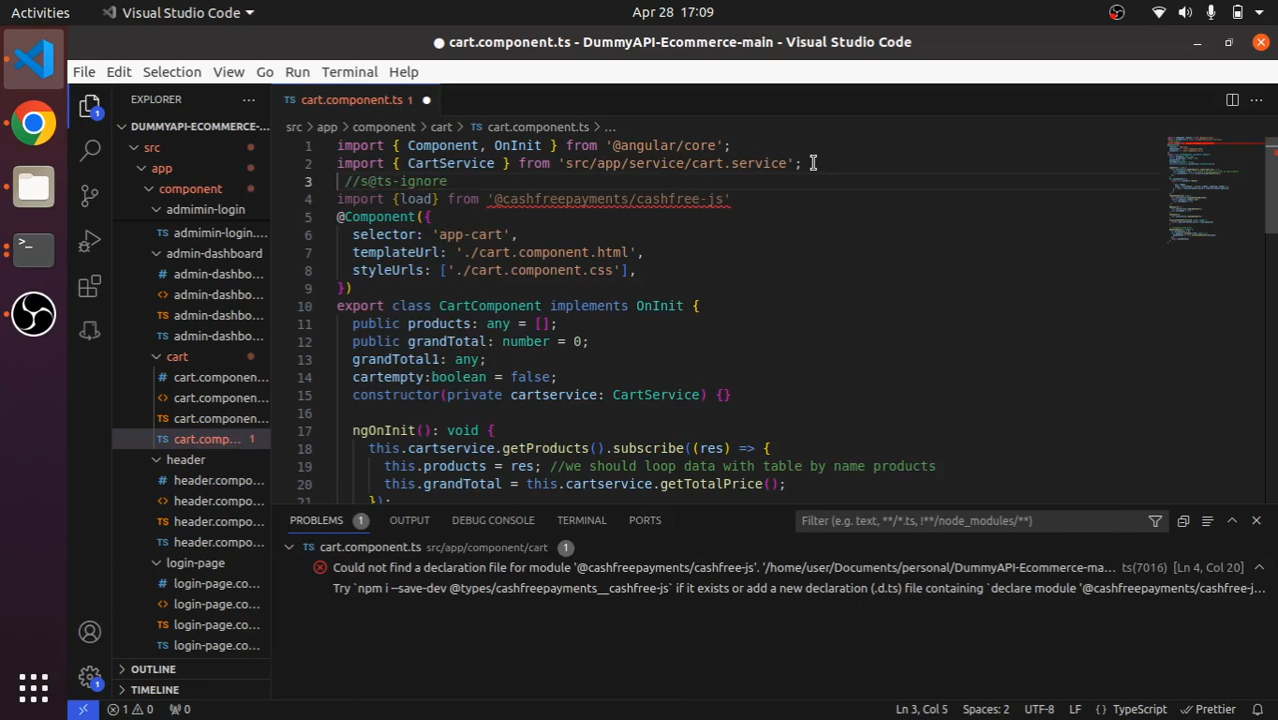 Activities
Visual Studio Code
Apr 28 17:09
● cart.component.ts - DummyAPI-Ecommerce-main - Visual Studio Code
File Edit Selection View Go Run Terminal Help
EXPLORER ...
DUMMYAPI-ECOMMERCE-...
src
app
component
admimin-login
admimin-login....
admin-dashboard
admin-dashbo...
admin-dashbo...
admin-dashbo...
admin-dashbo...
cart
cart.componen...
cart.componen...
cart.componen...
cart.comp... 1
header
header.compo...
header.compo...
header.compo...
header.compo...
login-page
login-page.co...
login-page.co...
login-page.co...
login-page.co...
OUTLINE
TIMELINE
TS cart.component.ts 1 ●
src > app > component > cart > TS cart.component.ts > ...
1 import { Component, OnInit } from '@angular/core';
2 import { CartService } from 'src/app/service/cart.service';
3 //s@ts-ignore
4 import {load} from '@cashfreepayments/cashfree-js'
5 @Component({
6 selector: 'app-cart',
7 templateUrl: './cart.component.html',
8 styleUrls: ['./cart.component.css'],
9 })
10 export class CartComponent implements OnInit {
11 public products: any = [];
12 public grandTotal: number = 0;
13 grandTotal1: any;
14 cartempty:boolean = false;
15 constructor(private cartservice: CartService) {}
16
17 ngOnInit(): void {
18 this.cartservice.getProducts().subscribe((res) => {
19 this.products = res; //we should loop data with table by name products
20 this.grandTotal = this.cartservice.getTotalPrice();
21 });
PROBLEMS 1 OUTPUT DEBUG CONSOLE TERMINAL PORTS
Filter (e.g. text, **/*.ts, !**/node_modules/**)
TS cart.component.ts src/app/component/cart 1
Could not find a declaration file for module '@cashfreepayments/cashfree-js'. '/home/user/Documents/personal/DummyAPI-Ecommerce-ma... ts(7016) [Ln 4, Col 20]
Try `npm i --save-dev @types/cashfreepayments__cashfree-js` if it exists or add a new declaration (.d.ts) file containing `declare module '@cashfreepayments/cashfree-j...
1 0 0
Ln 3, Col 5 Spaces: 2 UTF-8 LF { } TypeScript Prettier